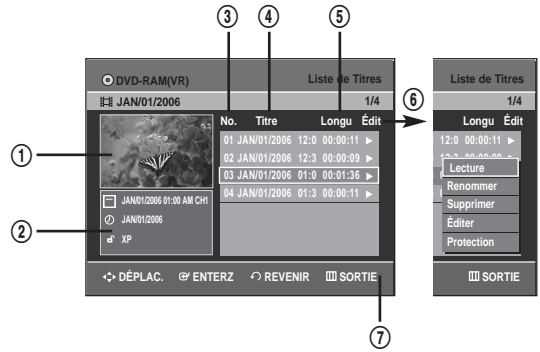 ③ ④ ⑤
DVD-RAM(VR) Liste de Titres
JAN/01/2006 1/4
No. Titre Longu Édit
01 JAN/01/2006 12:0 00:00:11 ►
02 JAN/01/2006 12:3 00:00:09 ►
03 JAN/01/2006 01:0 00:01:36 ►
04 JAN/01/2006 01:3 00:00:11 ►
①
②
JAN/01/2006 01:00 AM CH1
JAN/01/2006
XP
DÉPLAC. ENTERZ REVENIR SORTIE
⑦
⑥
Liste de Titres
1/4
Longu Édit
12:0 00:00:11 ►
Lecture
Renommer
Supprimer
Éditer
Protection
SORTIE